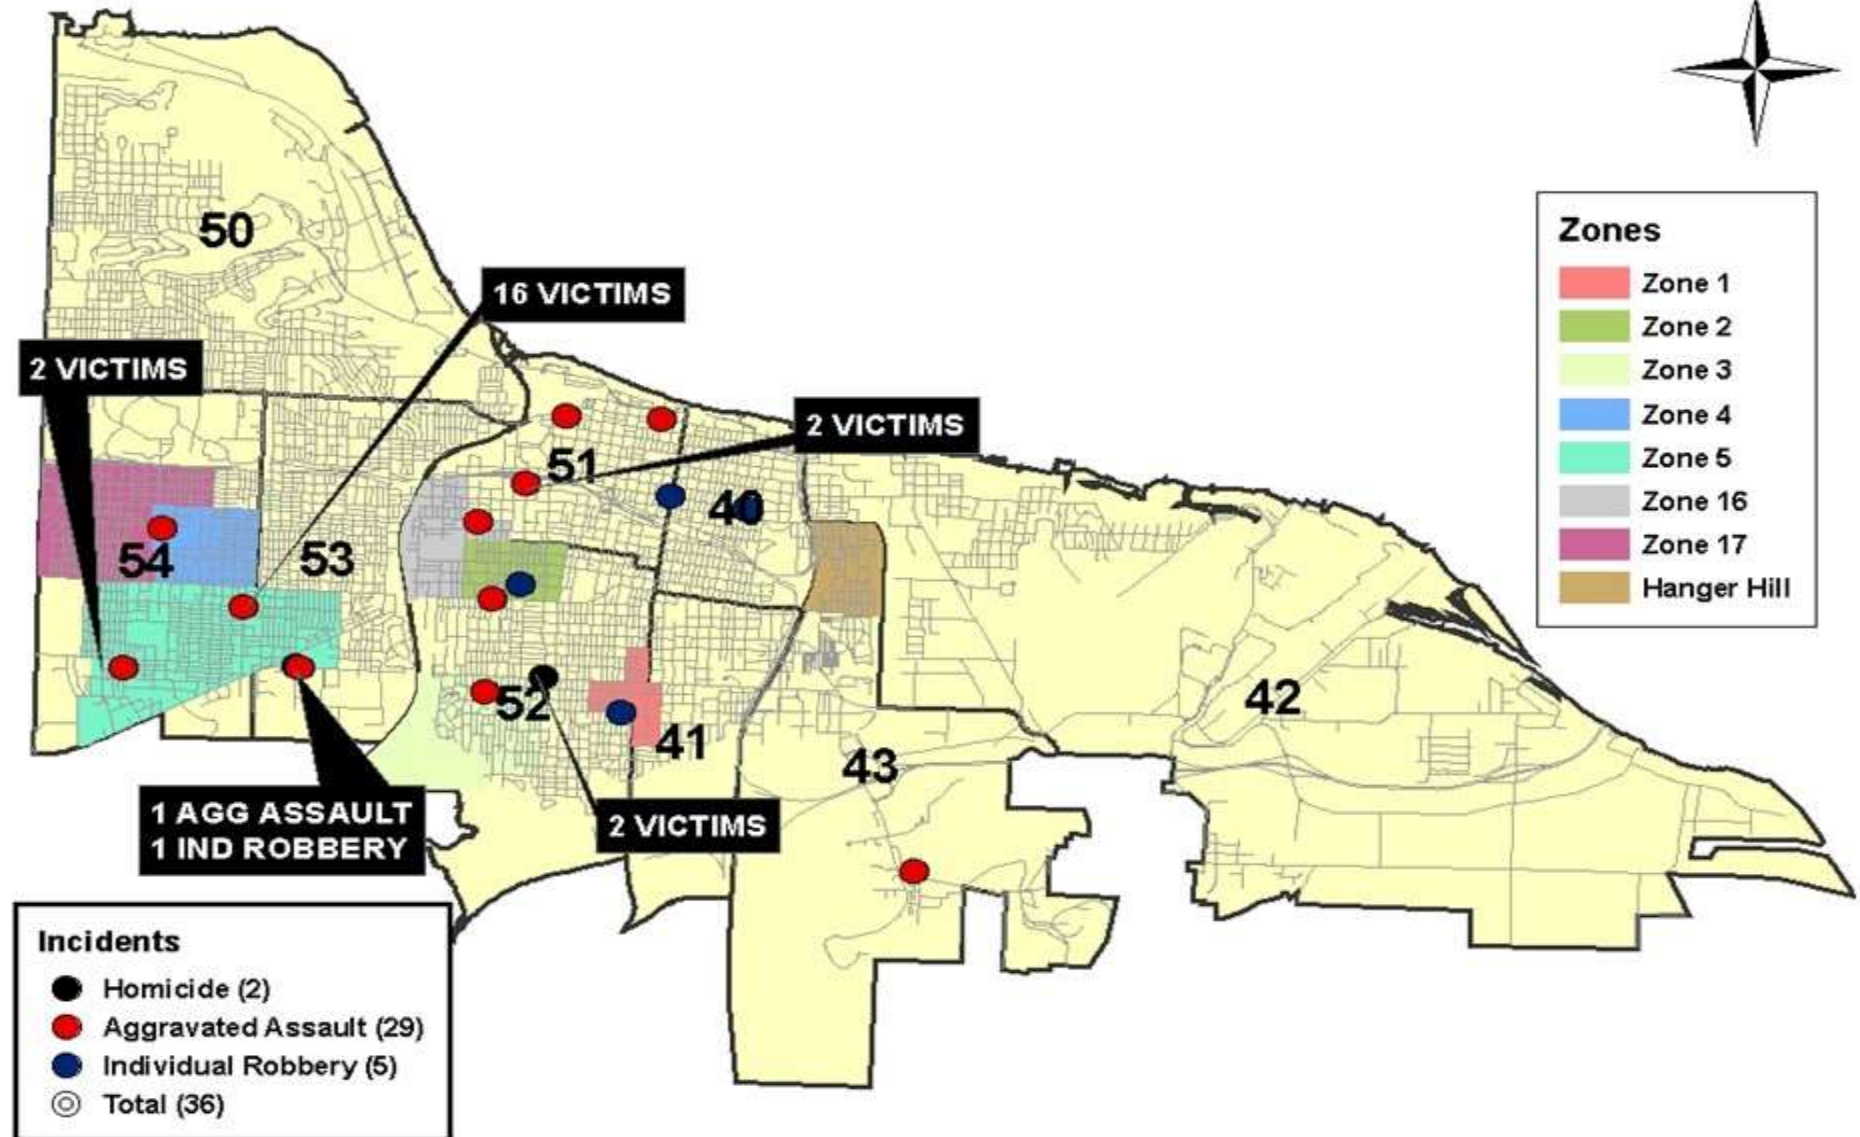 50
16 VICTIMS
2 VICTIMS
2 VICTIMS
51
40
54
53
52
41
43
42
1 AGG ASSAULT
1 IND ROBBERY
2 VICTIMS
Zones
Zone 1
Zone 2
Zone 3
Zone 4
Zone 5
Zone 16
Zone 17
Hanger Hill
Incidents
Homicide (2)
Aggravated Assault (29)
Individual Robbery (5)
Total (36)